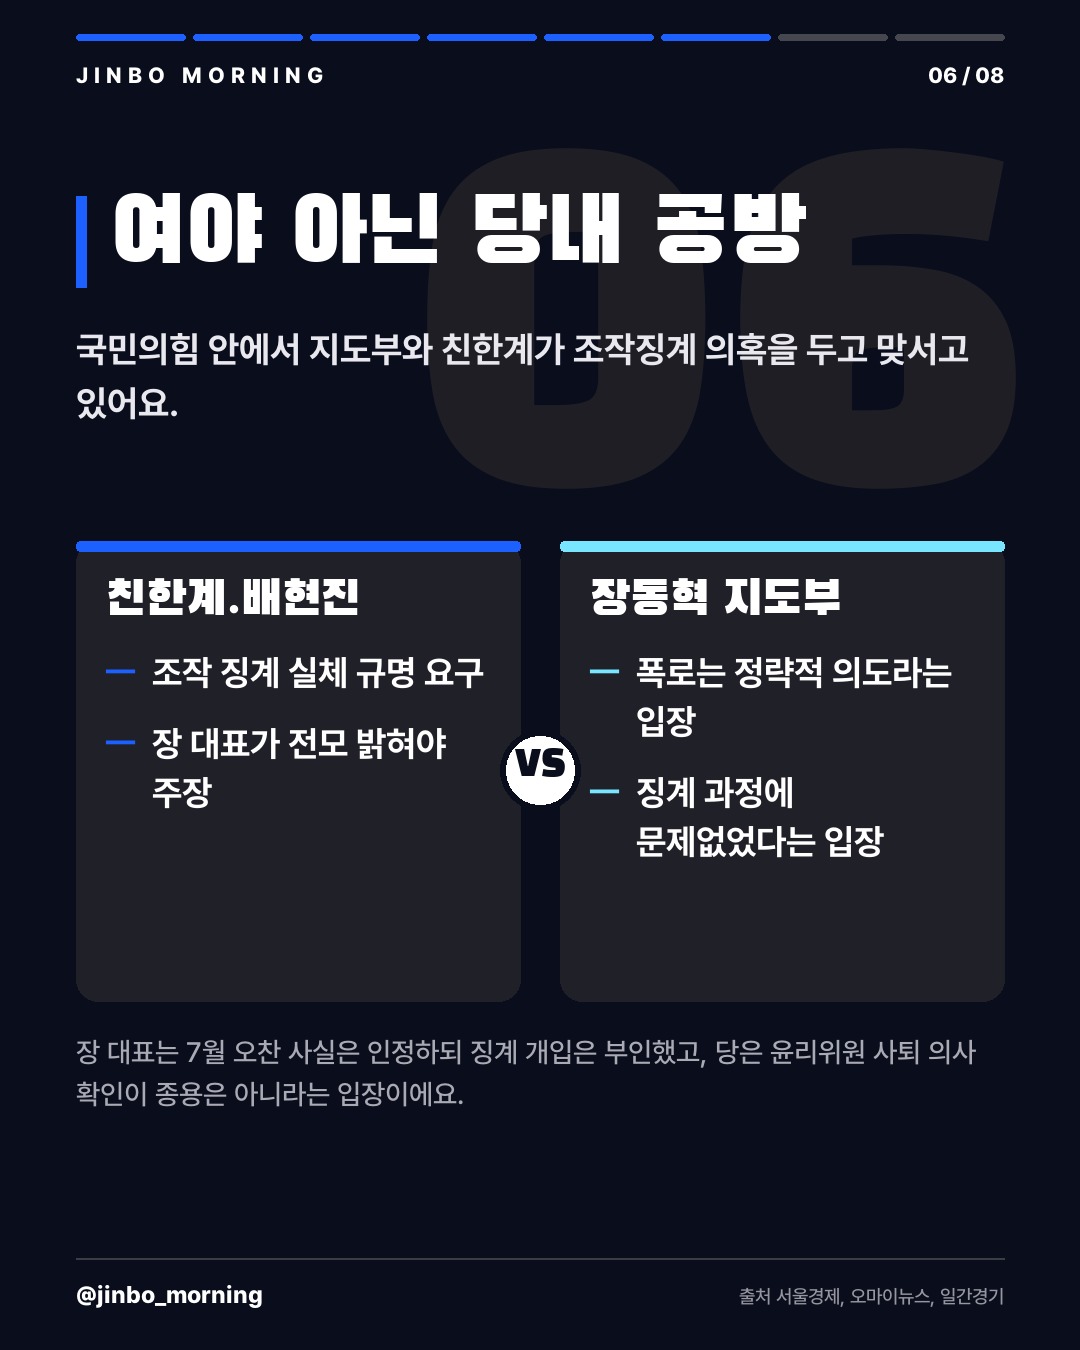 JINBO MORNING
06 / 08
06
여야 아닌 당내 공방
국민의힘 안에서 지도부와 친한계가 조작징계 의혹을 두고 맞서고
있어요.
친한계.배현진
조작 징계 실체 규명 요구
장 대표가 전모 밝혀야
주장
VS
장동혁 지도부
폭로는 정략적 의도라는
입장
징계 과정에
문제없었다는 입장
장 대표는 7월 오찬 사실은 인정하되 징계 개입은 부인했고, 당은 윤리위원 사퇴 의사
확인이 종용은 아니라는 입장이에요.
@jinbo_morning
출처 서울경제, 오마이뉴스, 일간경기